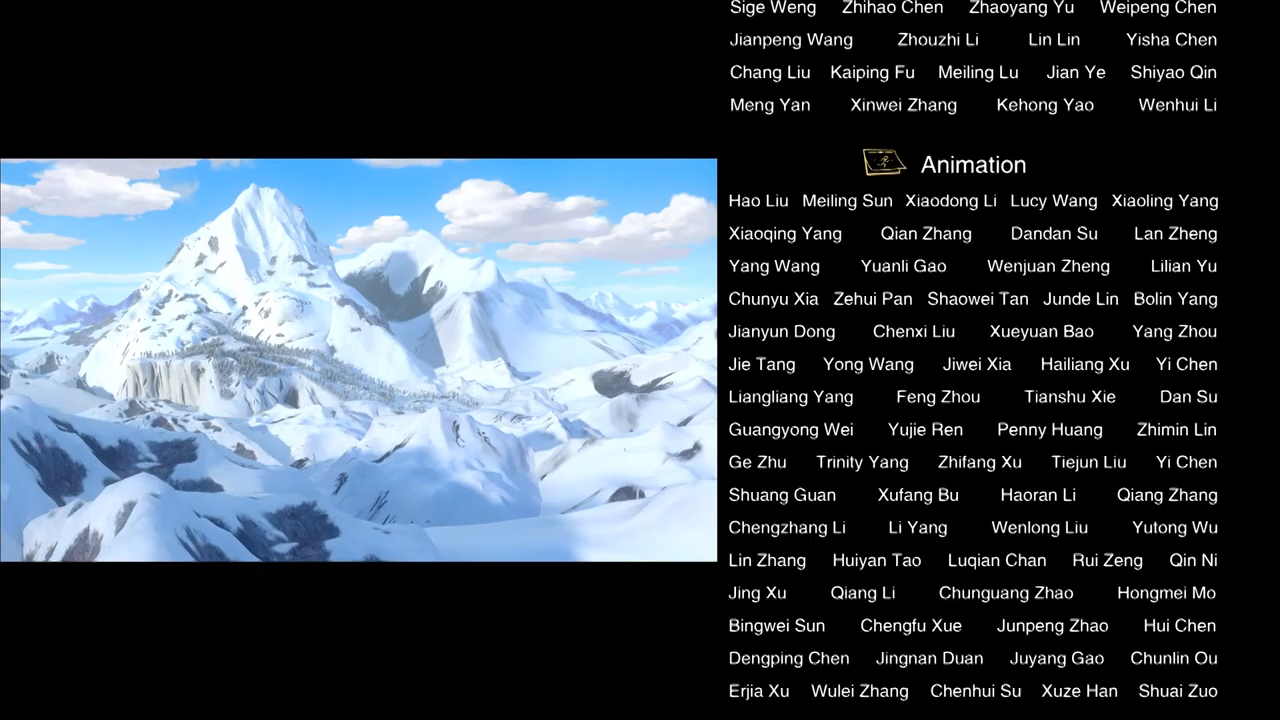 Sige Weng Zhihao Chen Zhaoyang Yu Weipeng Chen
Jianpeng Wang Zhouzhi Li Lin Lin Yisha Chen
Chang Liu Kaiping Fu Meiling Lu Jian Ye Shiyao Qin
Meng Yan Xinwei Zhang Kehong Yao Wenhui Li
Animation
Hao Liu Meiling Sun Xiaodong Li Lucy Wang Xiaoling Yang
Xiaoqing Yang Qian Zhang Dandan Su Lan Zheng
Yang Wang Yuanli Gao Wenjuan Zheng Lilian Yu
Chunyu Xia Zehui Pan Shaowei Tan Junde Lin Bolin Yang
Jianyun Dong Chenxi Liu Xueyuan Bao Yang Zhou
Jie Tang Yong Wang Jiwei Xia Hailiang Xu Yi Chen
Liangliang Yang Feng Zhou Tianshu Xie Dan Su
Guangyong Wei Yujie Ren Penny Huang Zhimin Lin
Ge Zhu Trinity Yang Zhifang Xu Tiejun Liu Yi Chen
Shuang Guan Xufang Bu Haoran Li Qiang Zhang
Chengzhang Li Li Yang Wenlong Liu Yutong Wu
Lin Zhang Huiyan Tao Luqian Chan Rui Zeng Qin Ni
Jing Xu Qiang Li Chunguang Zhao Hongmei Mo
Bingwei Sun Chengfu Xue Junpeng Zhao Hui Chen
Dengping Chen Jingnan Duan Juyang Gao Chunlin Ou
Erjia Xu Wulei Zhang Chenhui Su Xuze Han Shuai Zuo